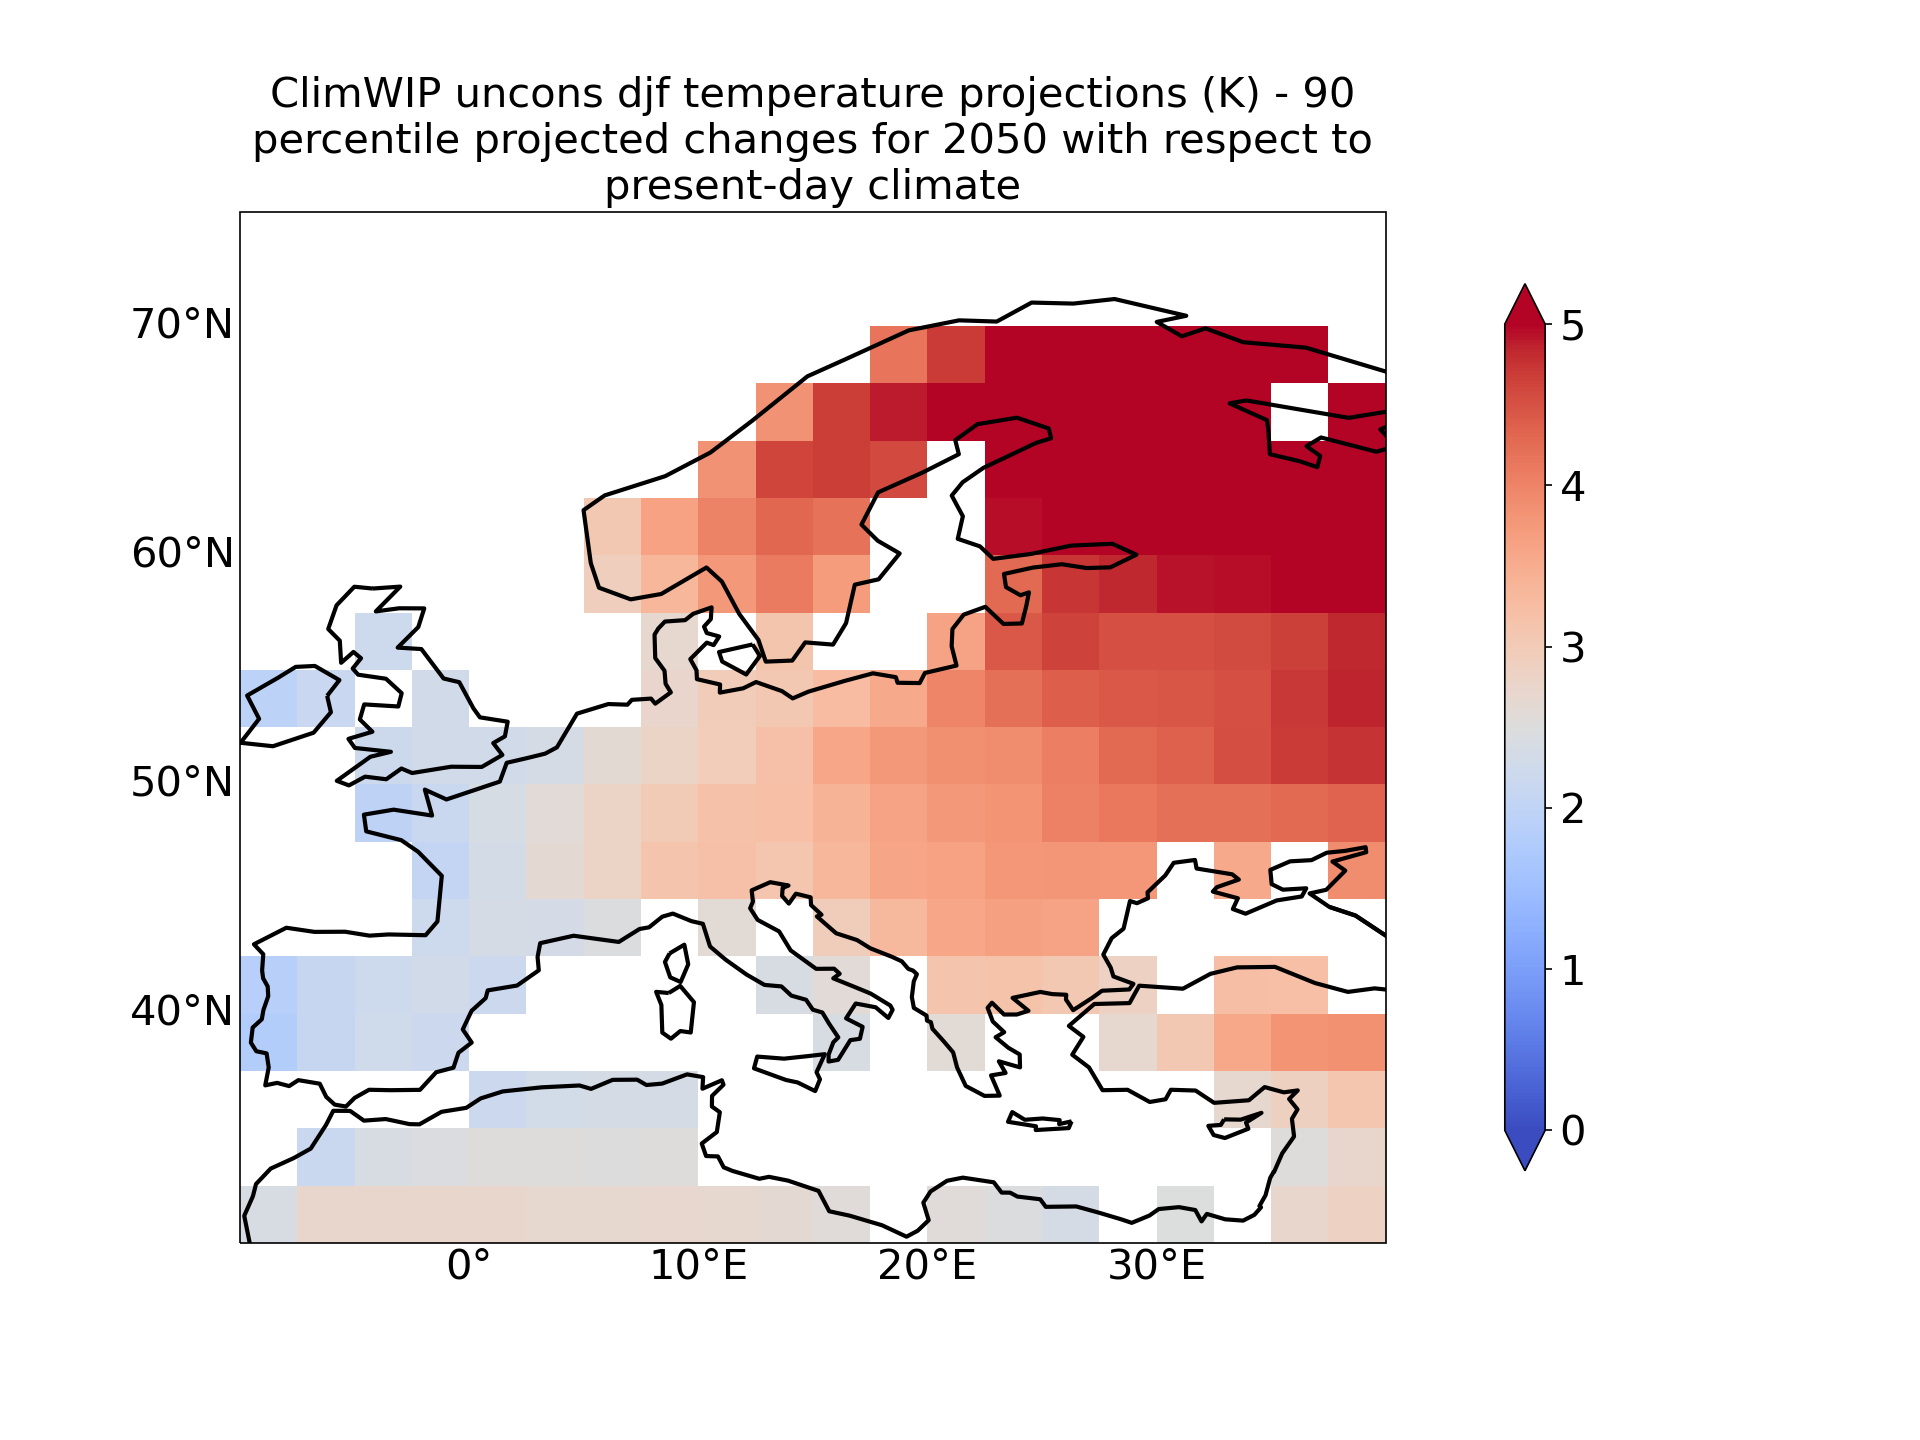 ClimWIP uncons djf temperature projections (K) - 90
percentile projected changes for 2050 with respect to
present-day climate
70°N
60°N
50°N
40°N
0°
10°E
20°E
30°E
5
4
3
2
1
0